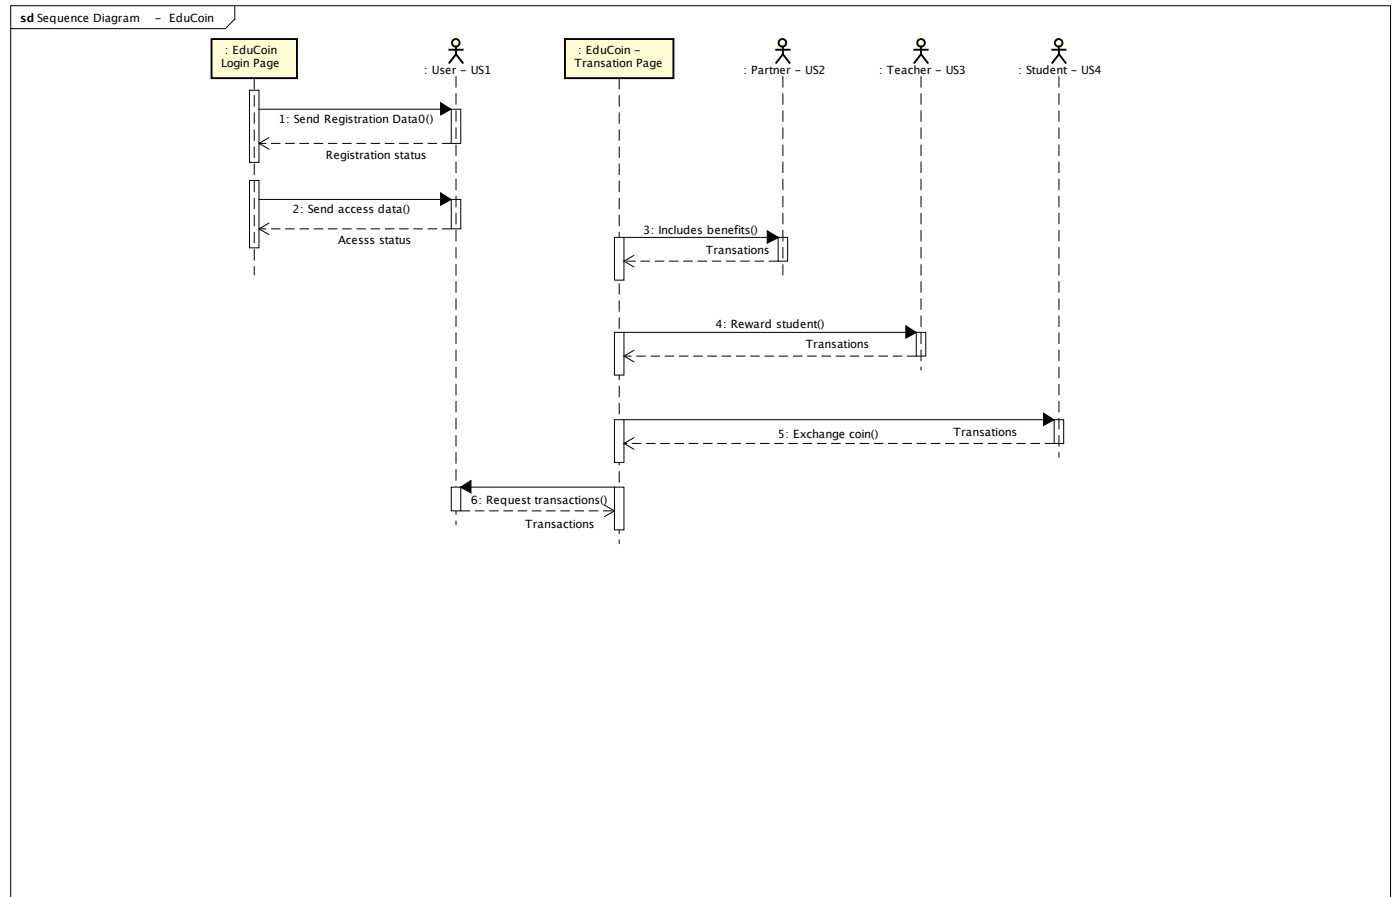 sd Sequence Diagram – EduCoin
: EduCoin
Login Page
: User – US1
: EduCoin –
Transation Page
: Partner – US2
: Teacher – US3
: Student – US4
1: Send Registration Data0()
Registration status
2: Send access data()
Acesss status
3: Includes benefits()
Transations
4: Reward student()
Transations
5: Exchange coin()
Transations
6: Request transactions()
Transactions